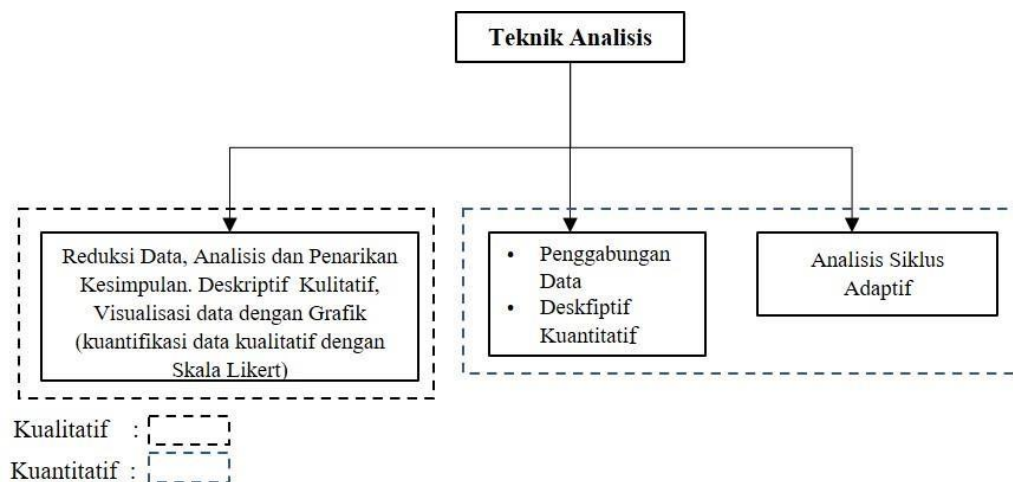 Teknik Analisis
Reduksi Data, Analisis dan Penarikan
Kesimpulan. Deskriptif Kulitatif,
Visualisasi data dengan Grafik
(kuantifikasi data kualitatif dengan
Skala Likert)
• Penggabungan
Data
• Deskfiptif
Kuantitatif
Analisis Siklus
Adaptif
Kualitatif :
Kuantitatif :